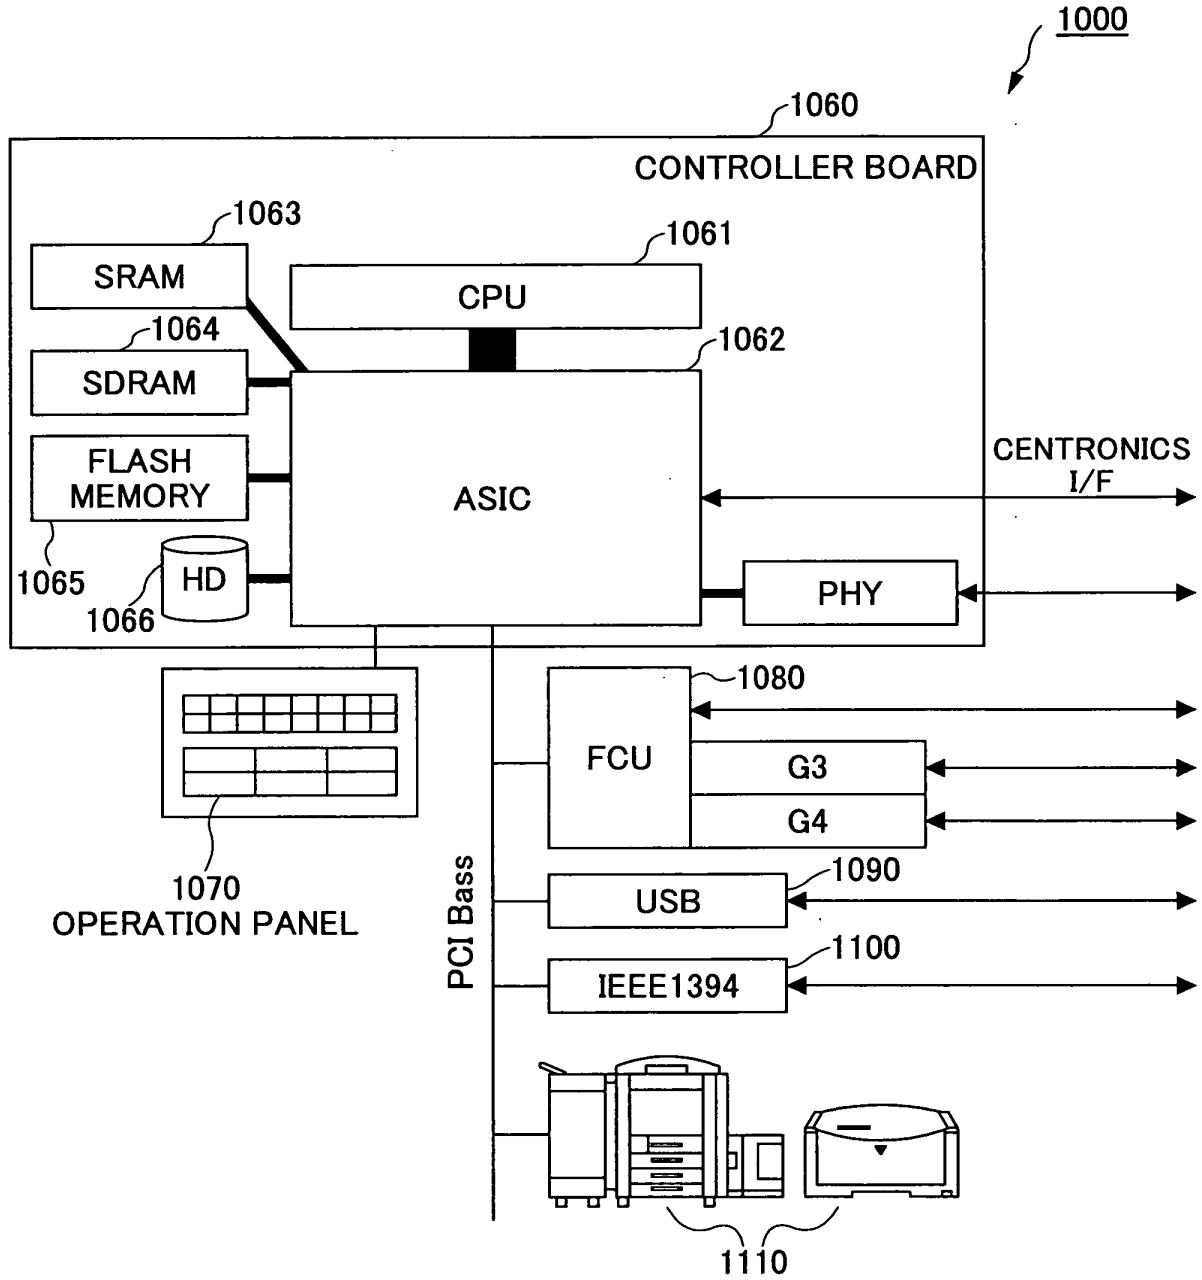 1000
1060
CONTROLLER BOARD
1063
SRAM
1061
CPU
1064
SDRAM
1062
FLASH
MEMORY
1065
ASIC
CENTRONICS
I/F
HD
1066
PHY
1080
FCU
G3
G4
1070
OPERATION PANEL
PCI Bass
1090
USB
1100
IEEE1394
1110